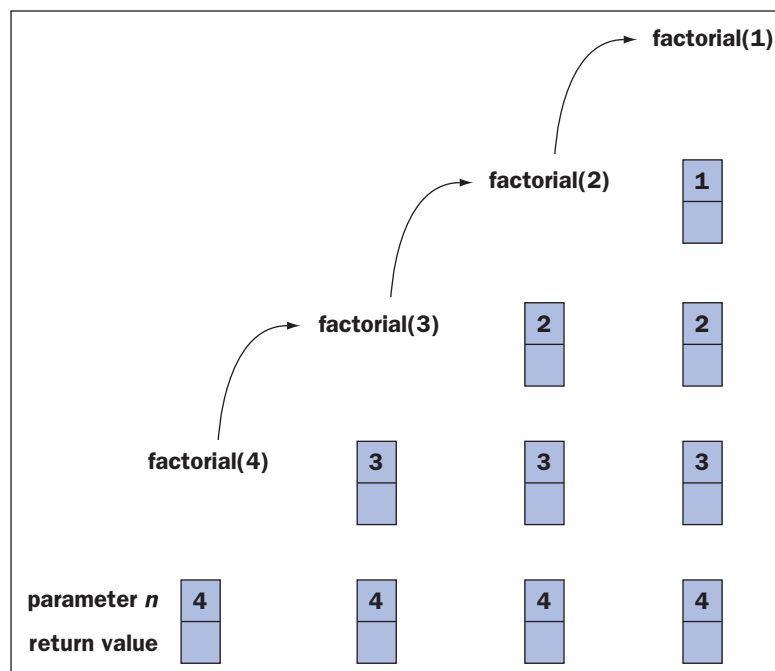 factorial(1)
factorial(2) 1
factorial(3) 2 2
factorial(4) 3 3 3
parameter n 4 4 4 4
return value